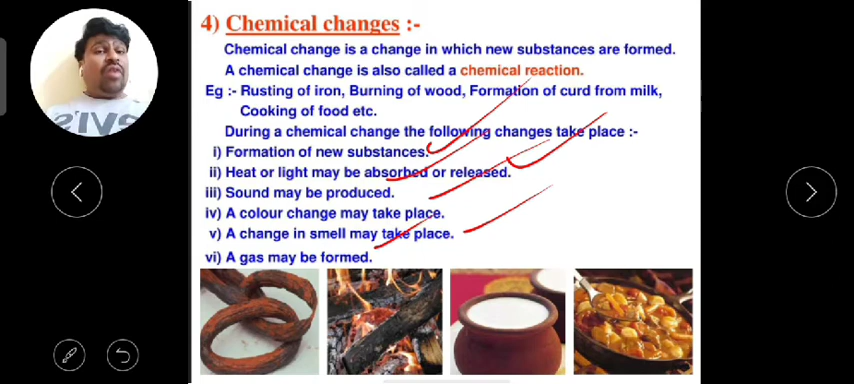 4) Chemical changes :-
Chemical change is a change in which new substances are formed.
A chemical change is also called a chemical reaction.
Eg :- Rusting of iron, Burning of wood, Formation of curd from milk,
Cooking of food etc.
During a chemical change the following changes take place :-
i) Formation of new substances.
ii) Heat or light may be absorbed or released.
iii) Sound may be produced.
iv) A colour change may take place.
v) A change in smell may take place.
vi) A gas may be formed.